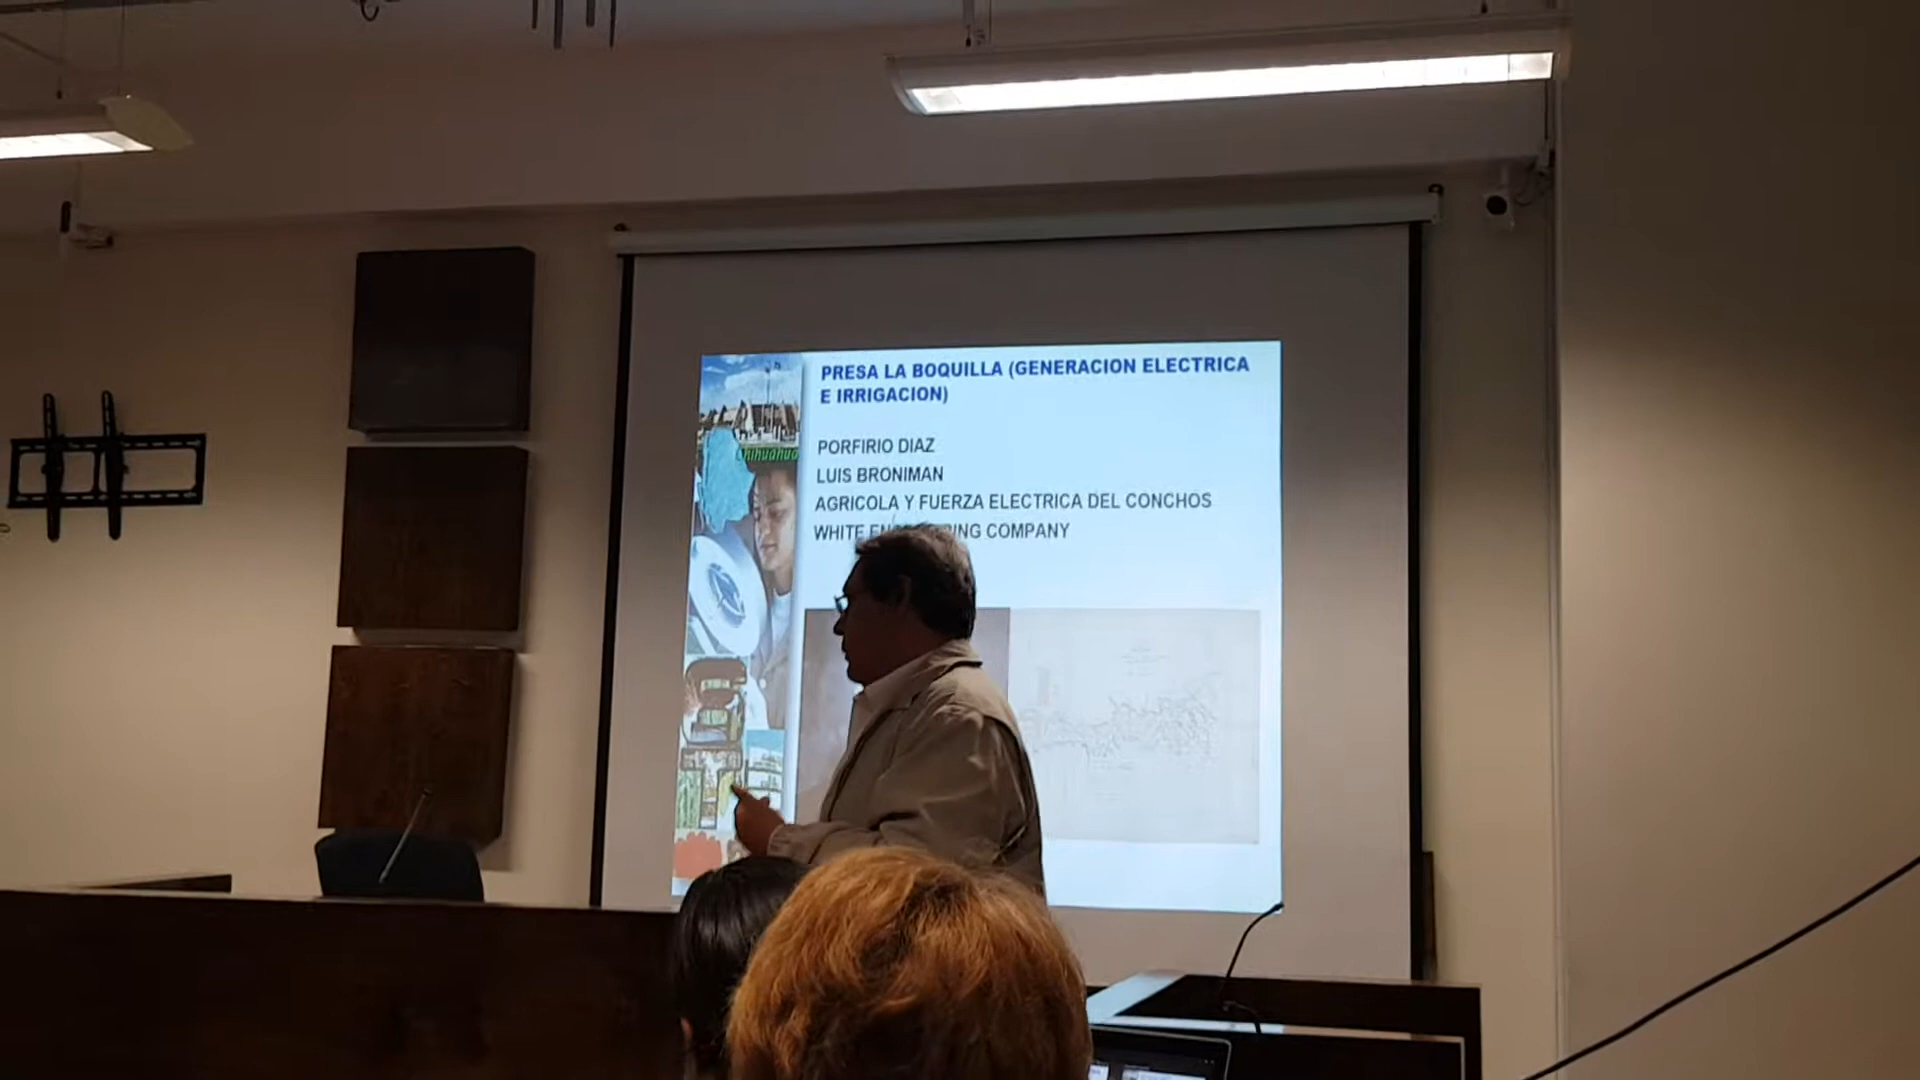 PRESA LA BOQUILLA (GENERACION ELECTRICA
E IRRIGACION)
Chihuahua
PORFIRIO DIAZ
LUIS BRONIMAN
AGRICOLA Y FUERZA ELECTRICA DEL CONCHOS
WHITE COMPANY